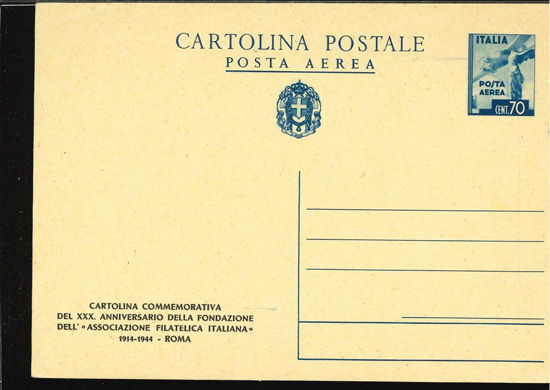 CARTOLINA POSTALE
POSTA AEREA
ITALIA
POSTA
AEREA
CENT. 70
CARTOLINA COMMEMORATIVA
DEL XXX. ANNIVERSARIO DELLA FONDAZIONE
DELL' «ASSOCIAZIONE FILATELICA ITALIANA»
1914-1944 - ROMA